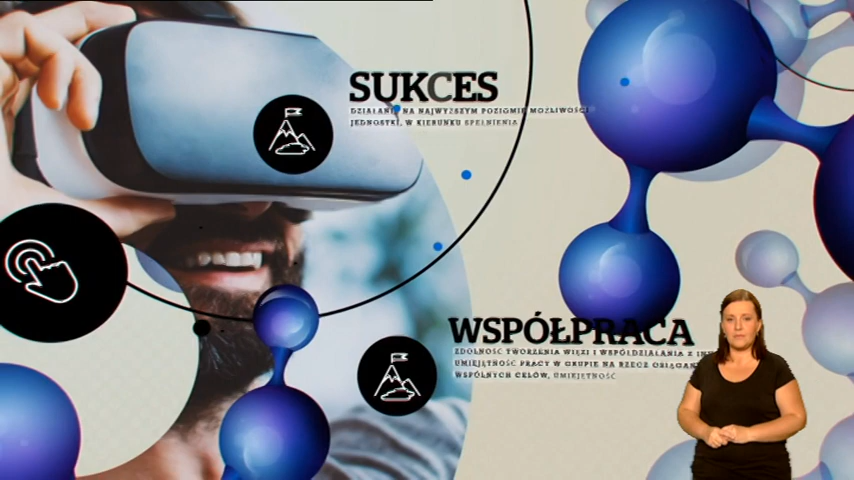 SUKCES
DZIAŁANIE NA NAJWYŻSZYM POZIOMIE MOŻLIWOŚCI
JEDNOSTKI, W KIERUNKU SPEŁNIENIA
WSPÓŁPRACA
ZDOLNOŚĆ TWORZENIA WIĘZI I WSPÓŁDZIAŁANIA Z
UMIEJĘTNOŚĆ PRACY W GRUPIE NA RZECZ
WSPÓLNYCH CELÓW, UMIEJĘTNOŚĆ